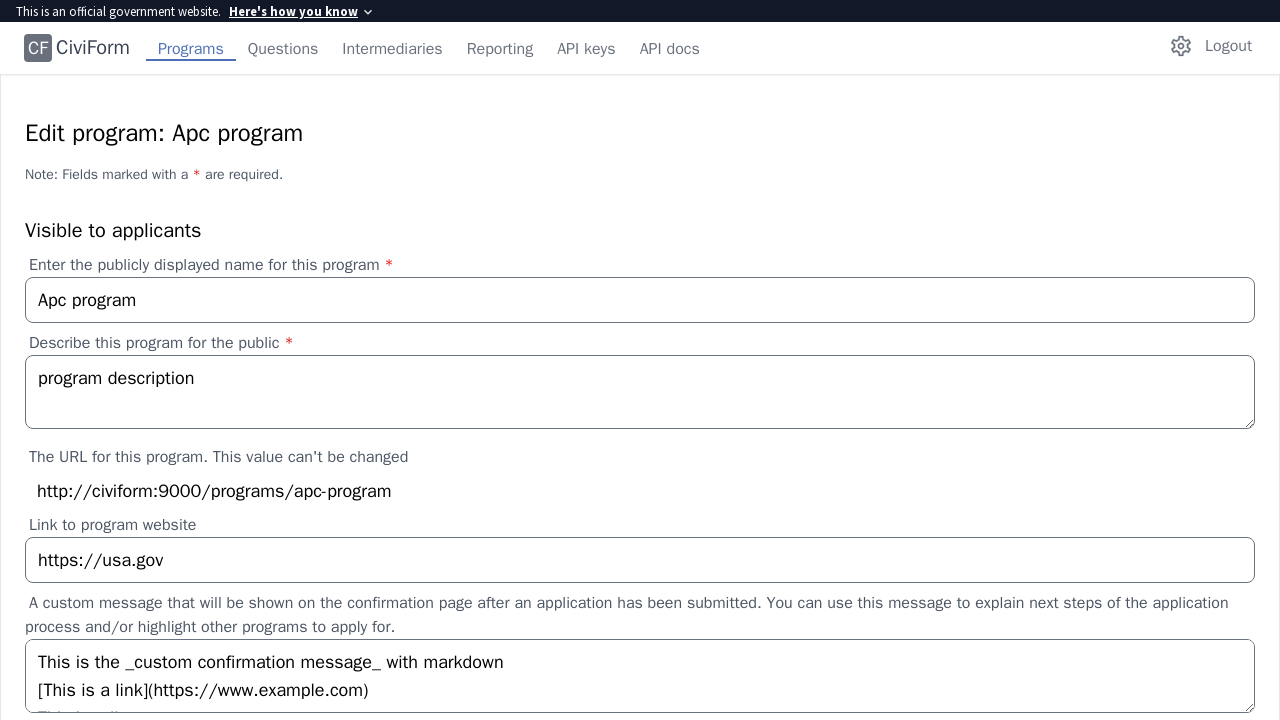 This is an official government website. Here's how you know
CF CiviForm Programs Questions Intermediaries Reporting API keys API docs Logout
Edit program: Apc program
Note: Fields marked with a * are required.
Visible to applicants
Enter the publicly displayed name for this program *
Apc program
Describe this program for the public *
program description
The URL for this program. This value can't be changed
http://civiform:9000/programs/apc-program
Link to program website
https://usa.gov
A custom message that will be shown on the confirmation page after an application has been submitted. You can use this message to explain next steps of the application
process and/or highlight other programs to apply for.
This is the _custom confirmation message_ with markdown
[This is a link](https://www.example.com)